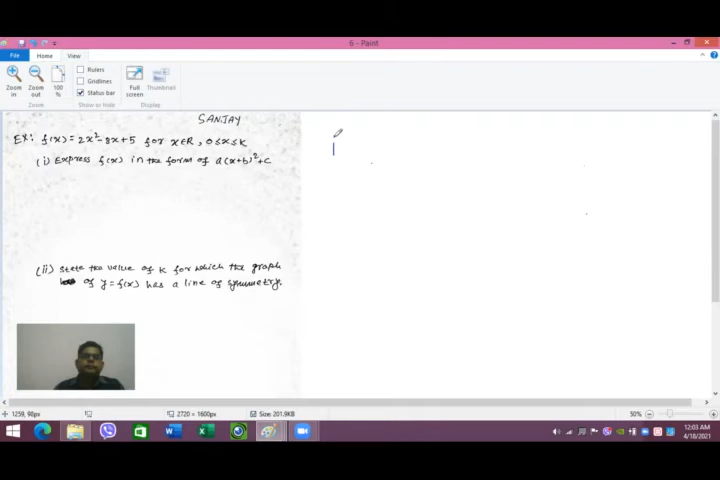 6 - Paint
File
Home
View
Zoom in
Zoom out
100 %
Rulers
Gridlines
Status bar
Full screen
Thumbnail
Zoom
Show or hide
Display
SANJAY
Ex: f(x) = 2x²-8x+5 for x∈R, 0≤x≤k
(i) Express f(x) in the form of a(x+b)²+c
(ii) State the value of k for which the graph
of y=f(x) has a line of symmetry.
1259, 98px
2720 × 1600px
Size: 201.9KB
50%
12:03 AM
4/18/2021